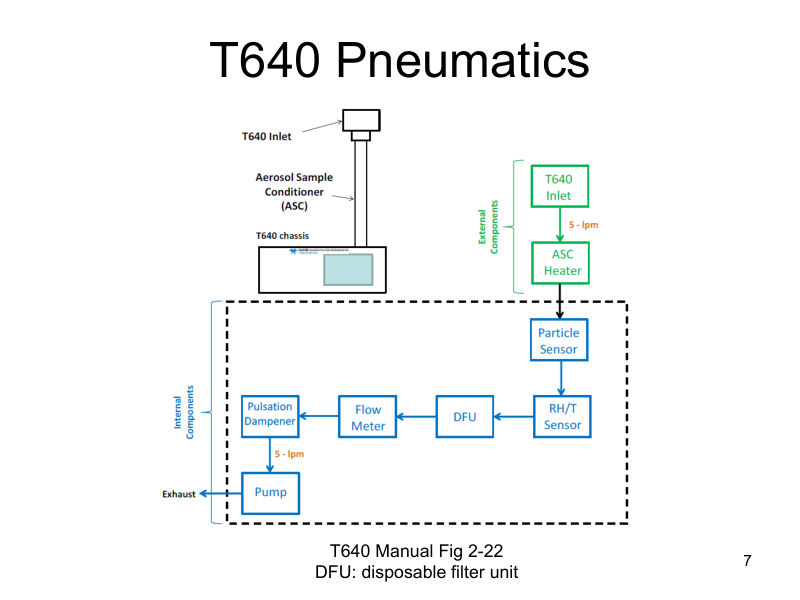 T640 Pneumatics
T640 Inlet
Aerosol Sample
Conditioner
(ASC)
T640 chassis
External
Components
T640
Inlet
5 - lpm
ASC
Heater
Internal
Components
Particle
Sensor
RH/T
Sensor
DFU
Flow
Meter
Pulsation
Dampener
5 - lpm
Pump
Exhaust
T640 Manual Fig 2-22
DFU: disposable filter unit
7